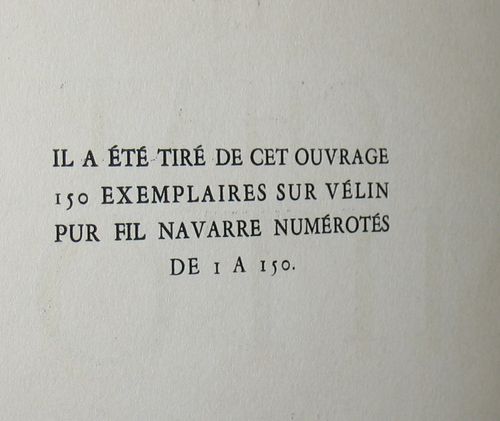 IL A ÉTÉ TIRÉ DE CET OUVRAGE
150 EXEMPLAIRES SUR VÉLIN
PUR FIL NAVARRE NUMÉROTÉS
DE 1 A 150.